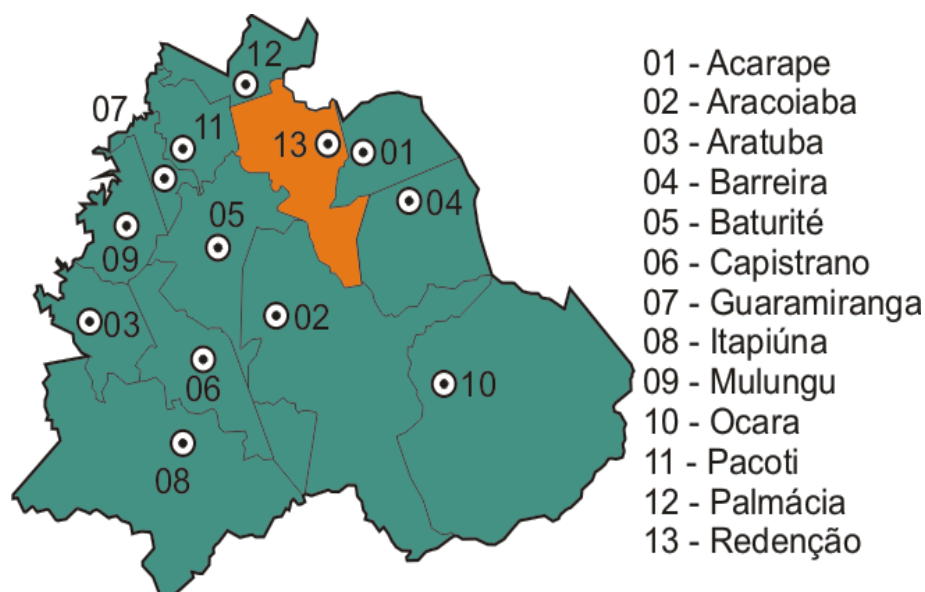 12
07
11
13
01
04
05
09
03
02
06
10
08
01 - Acarape
02 - Aracoiaba
03 - Aratuba
04 - Barreira
05 - Baturité
06 - Capistrano
07 - Guaramiranga
08 - Itapiúna
09 - Mulungu
10 - Ocara
11 - Pacoti
12 - Palmácia
13 - Redenção